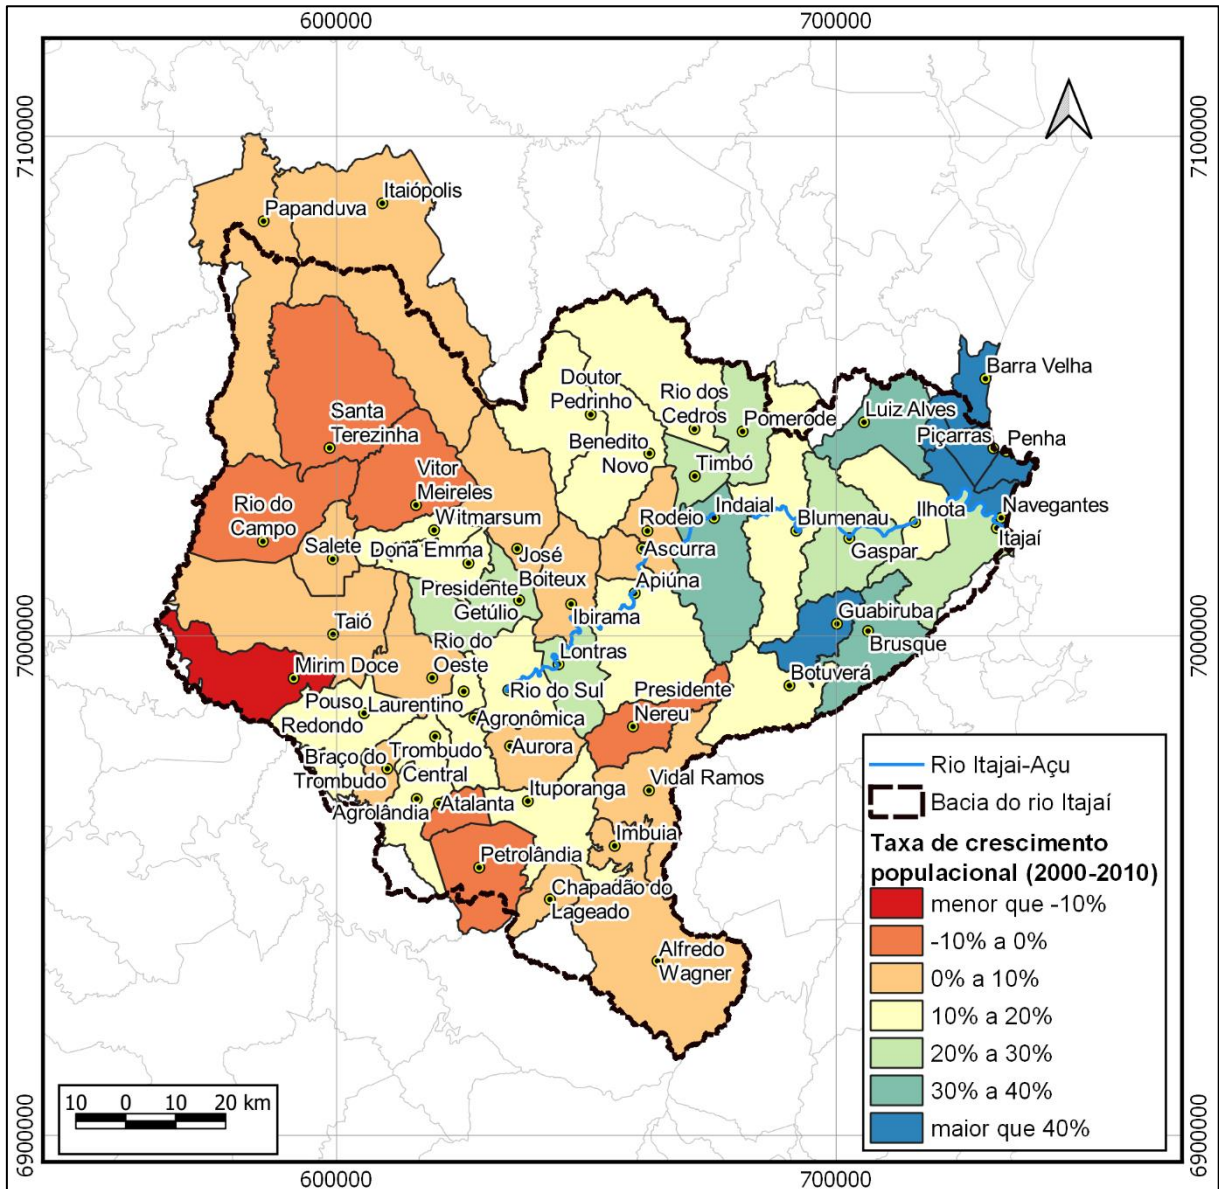 600000
700000
7100000
7100000
Itaiópolis
Papanduva
Barra Velha
Doutor
Pedrinho
Rio dos
Cedros
Luiz Alves
Pomerode
Santa
Terezinha
Piçarras
Penha
Benedito
Novo
Timbó
Vitor
Meireles
Rio do
Campo
Witmarsum
Rodeio
Indaial
Blumenau
Ilhota
Navegantes
Itajaí
Salete
Dona Emma
José
Boiteux
Ascurra
Gaspar
Presidente
Getúlio
Apiúna
Ibirama
Guabiruba
Brusque
7000000
7000000
Taió
Rio do
Oeste
Lontras
Mirim Doce
Botuverá
Pouso
Redondo
Laurentino
Rio do Sul
Presidente
Nereu
Agronômica
Braço do
Trombudo
Trombudo
Central
Aurora
Vidal Ramos
Agrolândia
Atalanta
Ituporanga
Imbuia
Petrolândia
Chapadão do
Lageado
Alfredo
Wagner
Rio Itajai-Açu
Bacia do rio Itajaí
Taxa de crescimento
populacional (2000-2010)
menor que -10%
-10% a 0%
0% a 10%
10% a 20%
20% a 30%
30% a 40%
maior que 40%
10 0 10 20 km
6900000
6900000
600000
700000